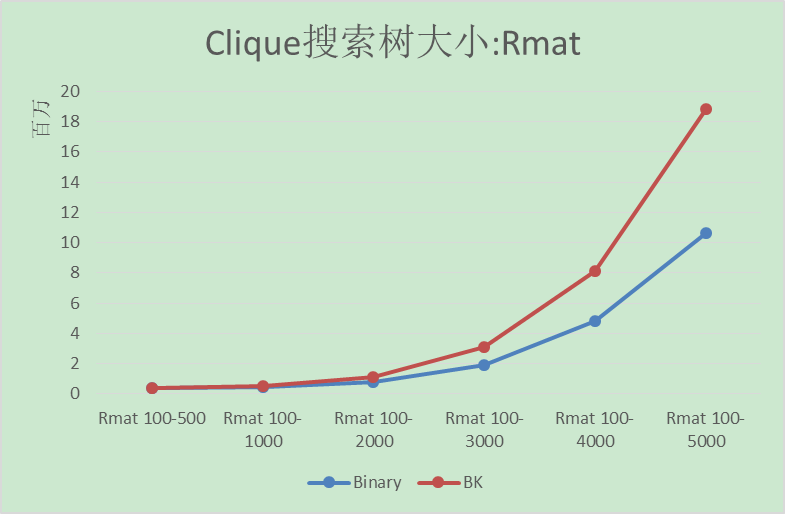 Clique搜索树大小:Rmat
百万
20
18
16
14
12
10
8
6
4
2
0
Rmat 100-500
Rmat 100-
1000
Rmat 100-
2000
Rmat 100-
3000
Rmat 100-
4000
Rmat 100-
5000
Binary
BK